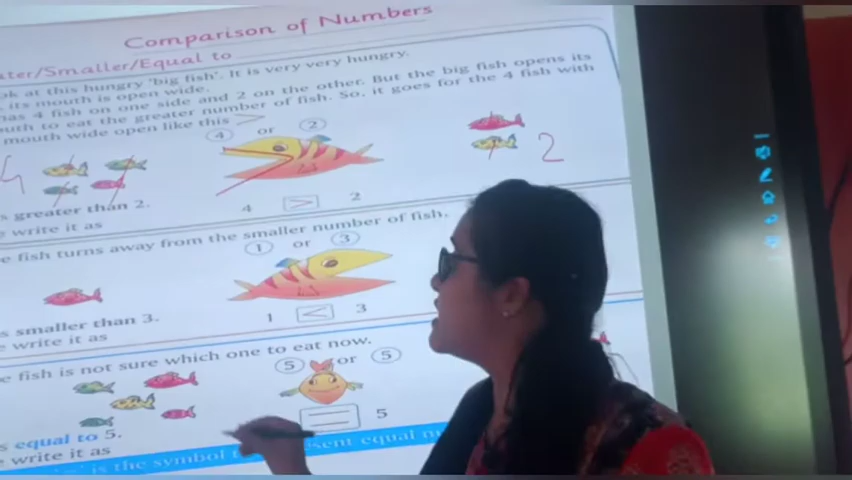 Comparison of Numbers
ater/Smaller/Equal to
ok at this hungry 'big fish'. It is very very hungry.
its mouth is open wide.
has 4 fish on one side and 2 on the other. But the big fish opens its
outh to eat the greater number of fish. So, it goes for the 4 fish with
mouth wide open like this >
4 or 2
4 2
s greater than 2.
write it as
4 > 2
e fish turns away from the smaller number of fish.
1 or 3
s smaller than 3.
write it as
1 < 3
e fish is not sure which one to eat now.
5 or 5
s equal to 5.
write it as
= 5
'=' is the symbol
sent equal